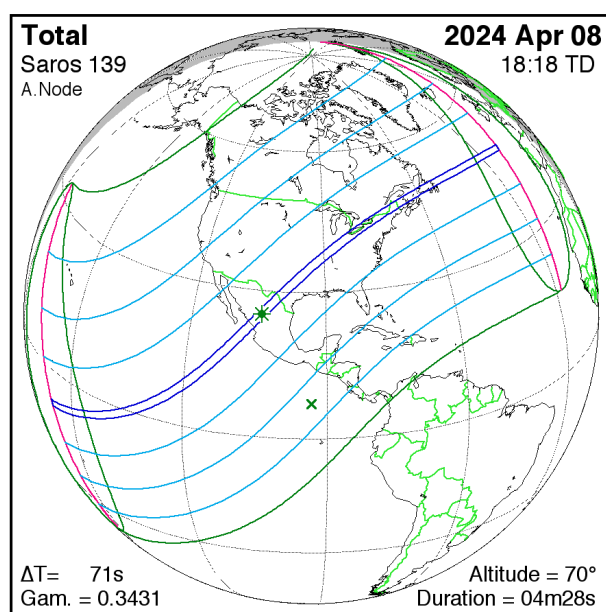 Total
2024 Apr 08
Saros 139
18:18 TD
A.Node
ΔT= 71s
Altitude = 70°
Gam. = 0.3431
Duration = 04m28s